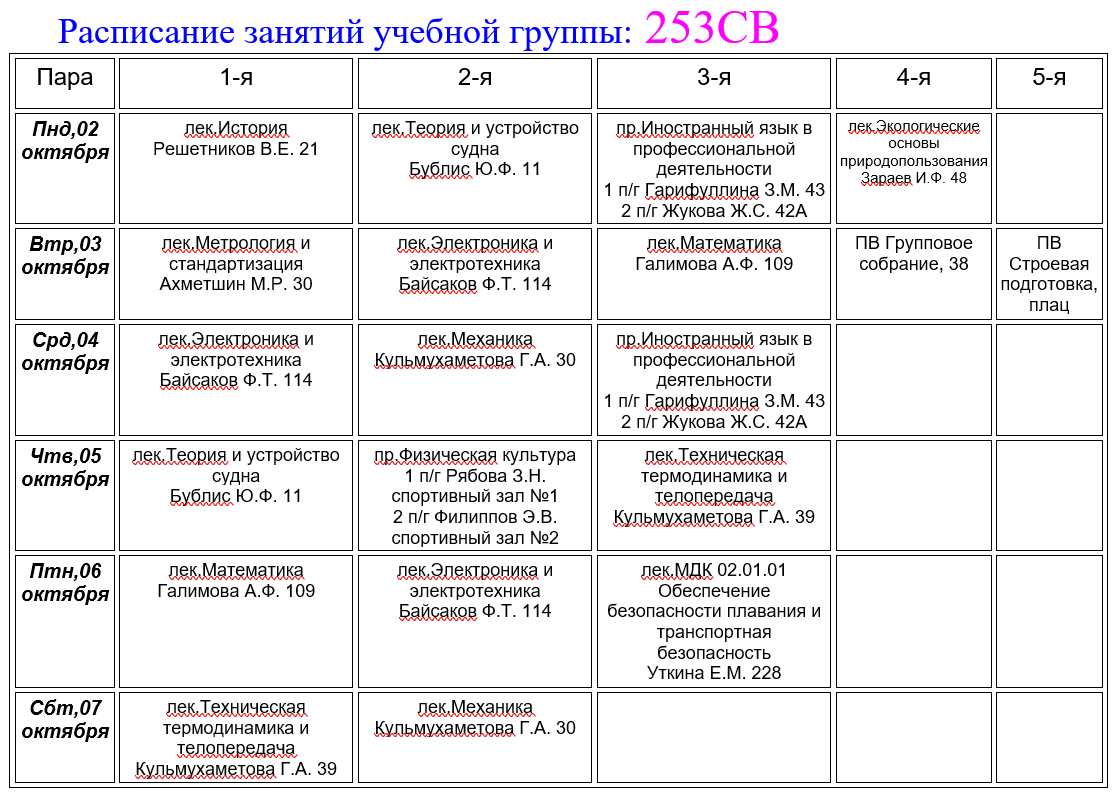 Расписание занятий учебной группы: 253СВ
Пара
1-я
2-я
3-я
4-я
5-я
Пнд,02
октября
лек.История
Решетников В.Е. 21
лек.Теория и устройство
судна
Бублис Ю.Ф. 11
пр.Иностранный язык в
профессиональной
деятельности
1 п/г Гарифуллина З.М. 43
2 п/г Жукова Ж.С. 42А
лек.Экологические
основы
природопользования
Зараев И.Ф. 48
Втр,03
октября
лек.Метрология и
стандартизация
Ахметшин М.Р. 30
лек.Электроника и
электротехника
Байсаков Ф.Т. 114
лек.Математика
Галимова А.Ф. 109
ПВ Групповое
собрание, 38
ПВ
Строевая
подготовка,
плац
Срд,04
октября
лек.Электроника и
электротехника
Байсаков Ф.Т. 114
лек.Механика
Кульмухаметова Г.А. 30
пр.Иностранный язык в
профессиональной
деятельности
1 п/г Гарифуллина З.М. 43
2 п/г Жукова Ж.С. 42А
Чтв,05
октября
лек.Теория и устройство
судна
Бублис Ю.Ф. 11
пр.Физическая культура
1 п/г Рябова З.Н.
спортивный зал №1
2 п/г Филиппов Э.В.
спортивный зал №2
лек.Техническая
термодинамика и
телопередача
Кульмухаметова Г.А. 39
Птн,06
октября
лек.Математика
Галимова А.Ф. 109
лек.Электроника и
электротехника
Байсаков Ф.Т. 114
лек.МДК 02.01.01
Обеспечение
безопасности плавания и
транспортная
безопасность
Уткина Е.М. 228
Сбт,07
октября
лек.Техническая
термодинамика и
телопередача
Кульмухаметова Г.А. 39
лек.Механика
Кульмухаметова Г.А. 30